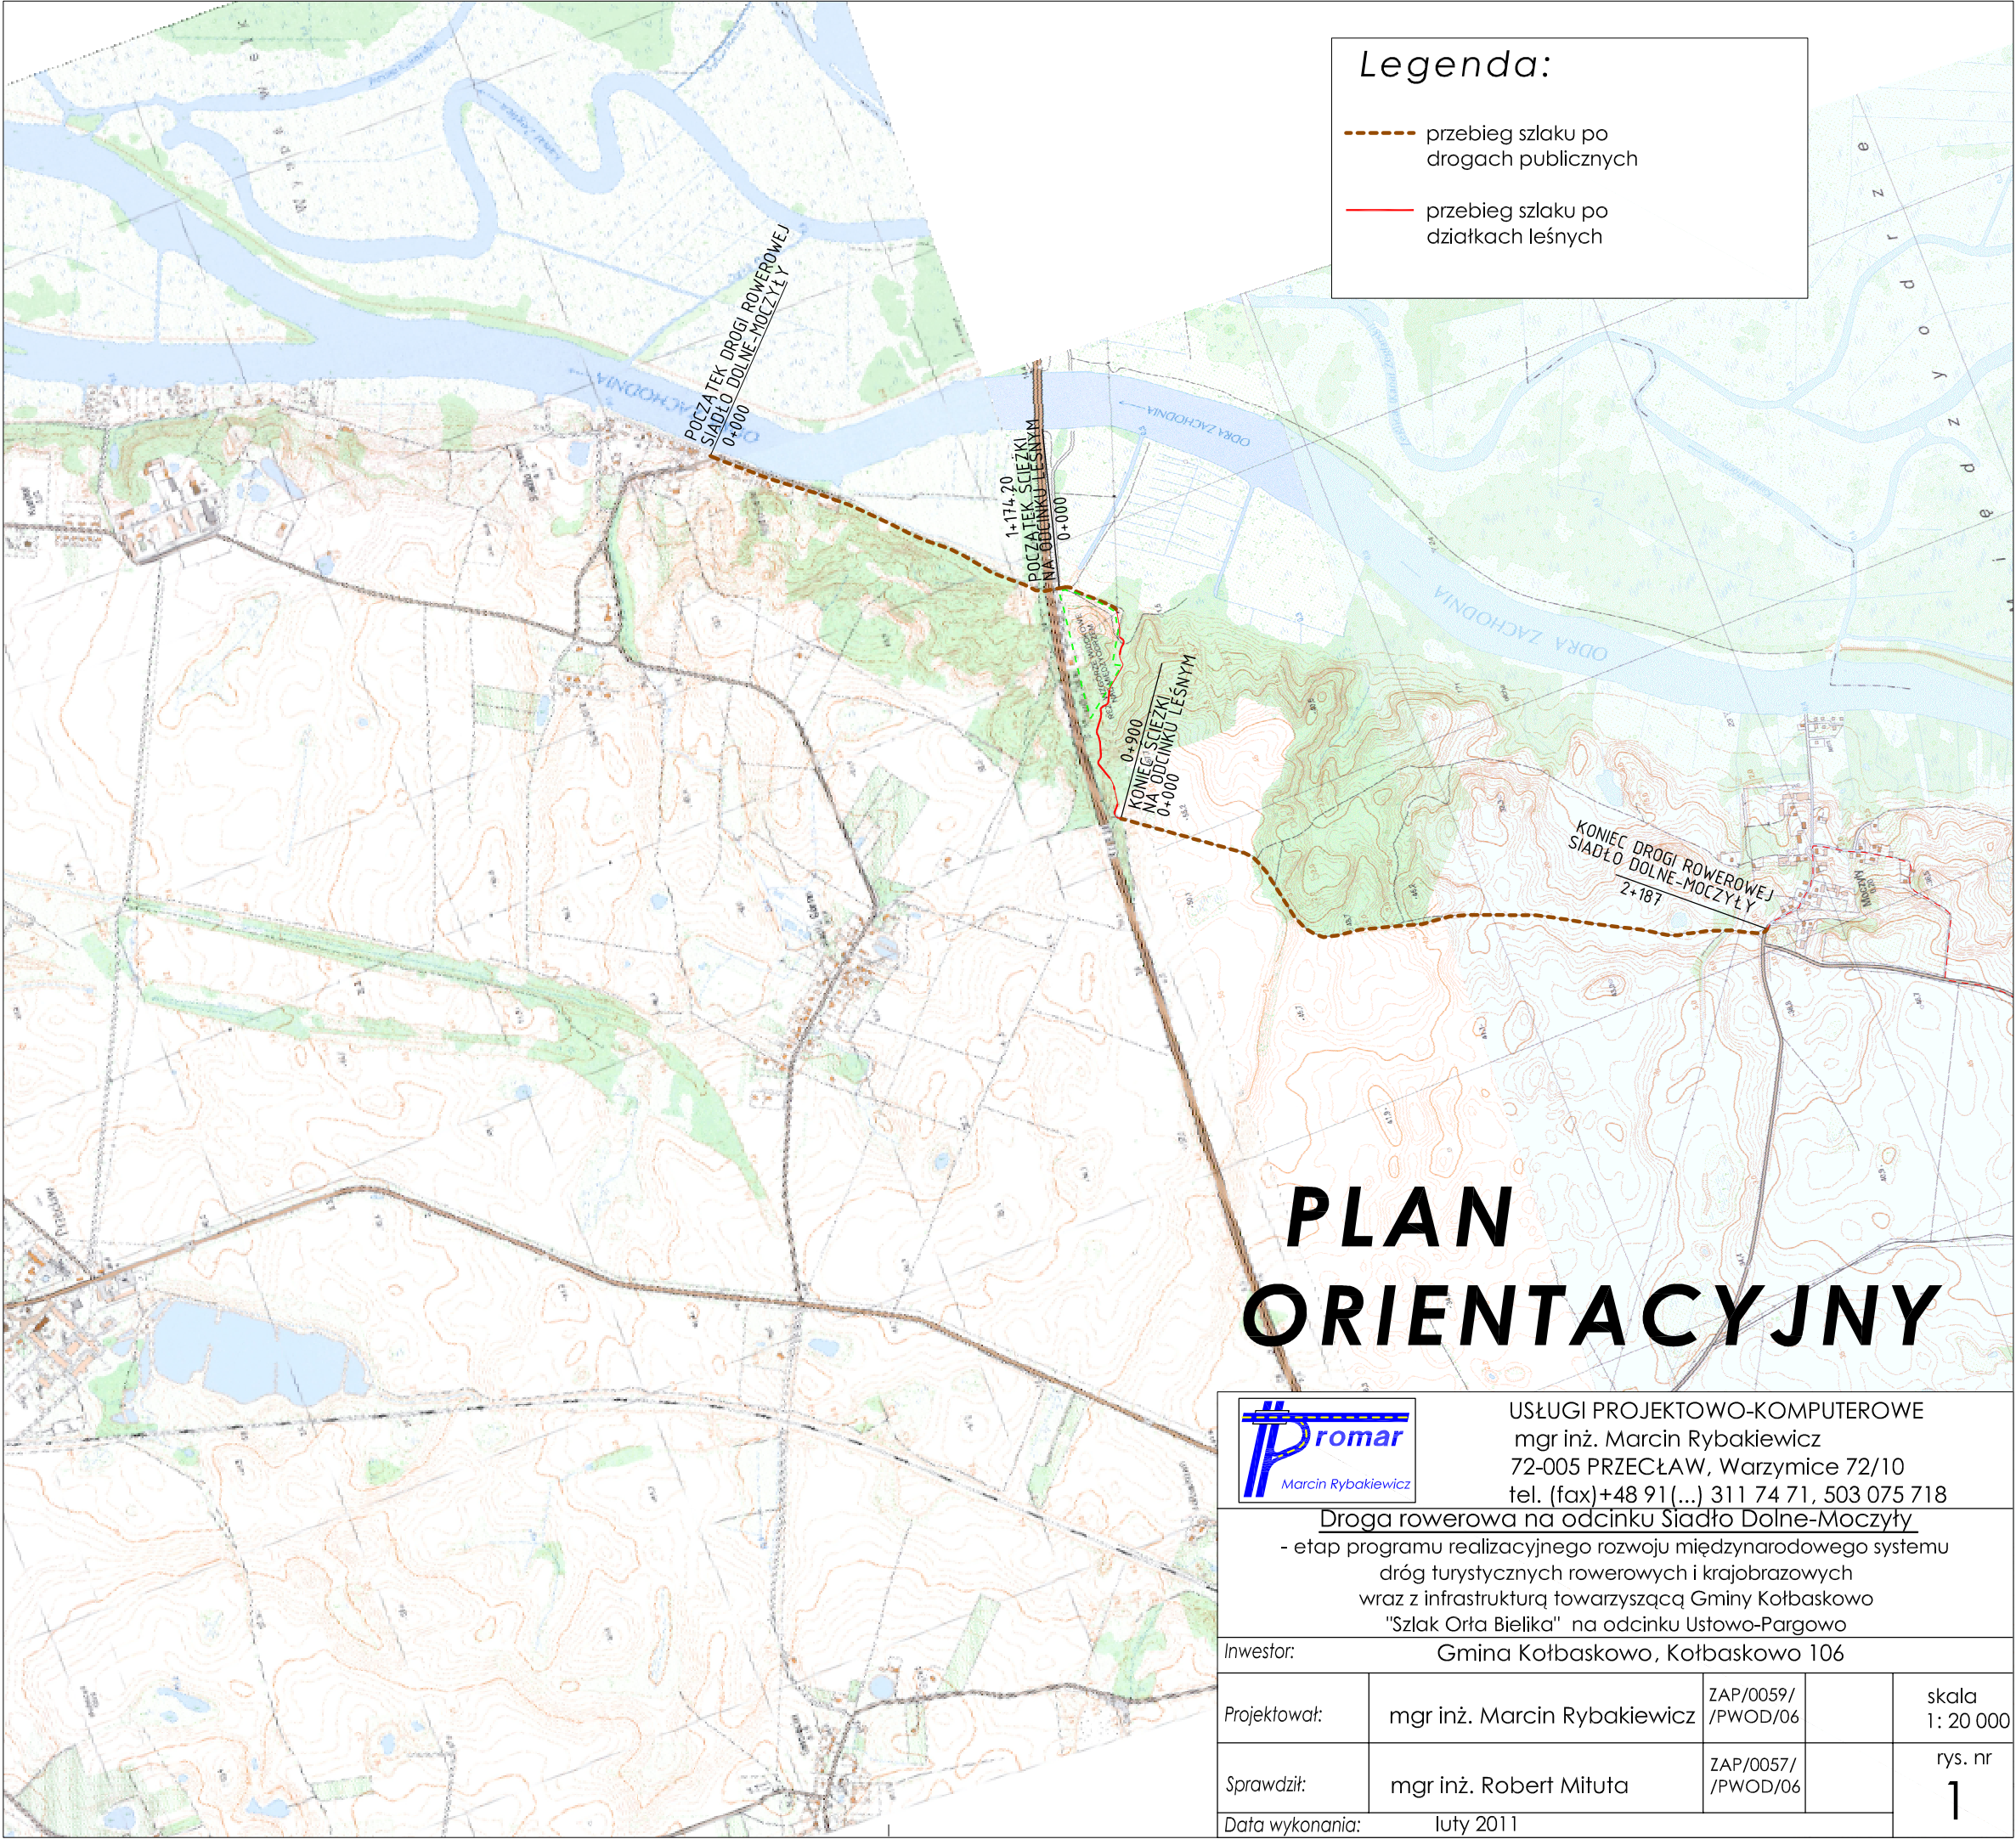 Legenda:
przebieg szlaku po
drogach publicznych
przebieg szlaku po
działkach leśnych
POCZĄTEK DROGI ROWEROWEJ
SIADŁO DOLNE-MOCZYŁY
0+000
1+174.20
POCZĄTEK ŚCIEŻKI
NA ODCINKU LEŚNYM
0+000
ODRA ZACHODNIA
ODRA ZACHODNIA
0+900
KONIEC ŚCIEŻKI
NA ODCINKU LEŚNYM
0+000
KONIEC DROGI ROWEROWEJ
SIADŁO DOLNE-MOCZYŁY
2+187
Moczyły
PLAN
ORIENTACYJNY
Promar
Marcin Rybakiewicz
USŁUGI PROJEKTOWO-KOMPUTEROWE
mgr inż. Marcin Rybakiewicz
72-005 PRZECŁAW, Warzymice 72/10
tel. (fax)+48 91(...) 311 74 71, 503 075 718
Droga rowerowa na odcinku Siadło Dolne-Moczyły
- etap programu realizacyjnego rozwoju międzynarodowego systemu
dróg turystycznych rowerowych i krajobrazowych
wraz z infrastrukturą towarzyszącą Gminy Kołbaskowo
"Szlak Orła Bielika" na odcinku Ustowo-Pargowo
Inwestor: Gmina Kołbaskowo, Kołbaskowo 106
Projektował: mgr inż. Marcin Rybakiewicz ZAP/0059/
/PWOD/06
skala
1: 20 000
Sprawdził: mgr inż. Robert Mituta ZAP/0057/
/PWOD/06
rys. nr
1
Data wykonania: luty 2011